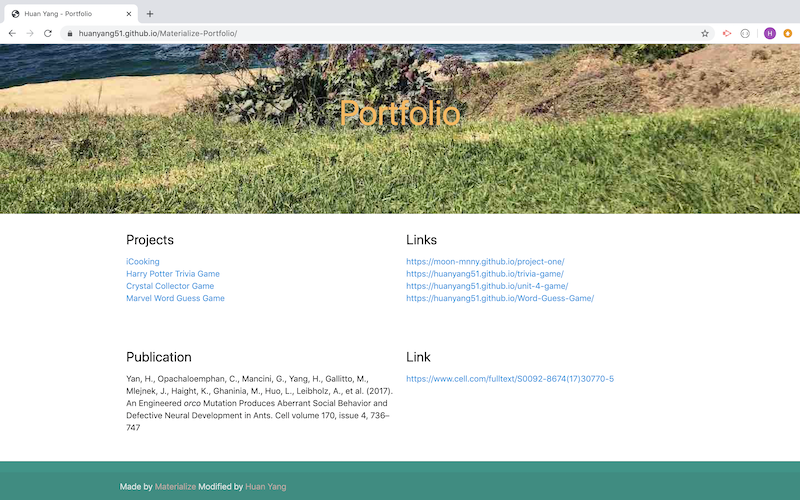 Huan Yang - Portfolio
huanyang51.github.io/Materialize-Portfolio/
H
Portfolio
Projects
iCooking
Harry Potter Trivia Game
Crystal Collector Game
Marvel Word Guess Game
Links
https://moon-mnny.github.io/project-one/
https://huanyang51.github.io/trivia-game/
https://huanyang51.github.io/unit-4-game/
https://huanyang51.github.io/Word-Guess-Game/
Publication
Yan, H., Opachaloemphan, C., Mancini, G., Yang, H., Gallitto, M.,
Mlejnek, J., Haight, K., Ghaninia, M., Huo, L., Leibholz, A., et al. (2017).
An Engineered orco Mutation Produces Aberrant Social Behavior and
Defective Neural Development in Ants. Cell volume 170, issue 4, 736–
747
Link
https://www.cell.com/fulltext/S0092-8674(17)30770-5
Made by Materialize Modified by Huan Yang